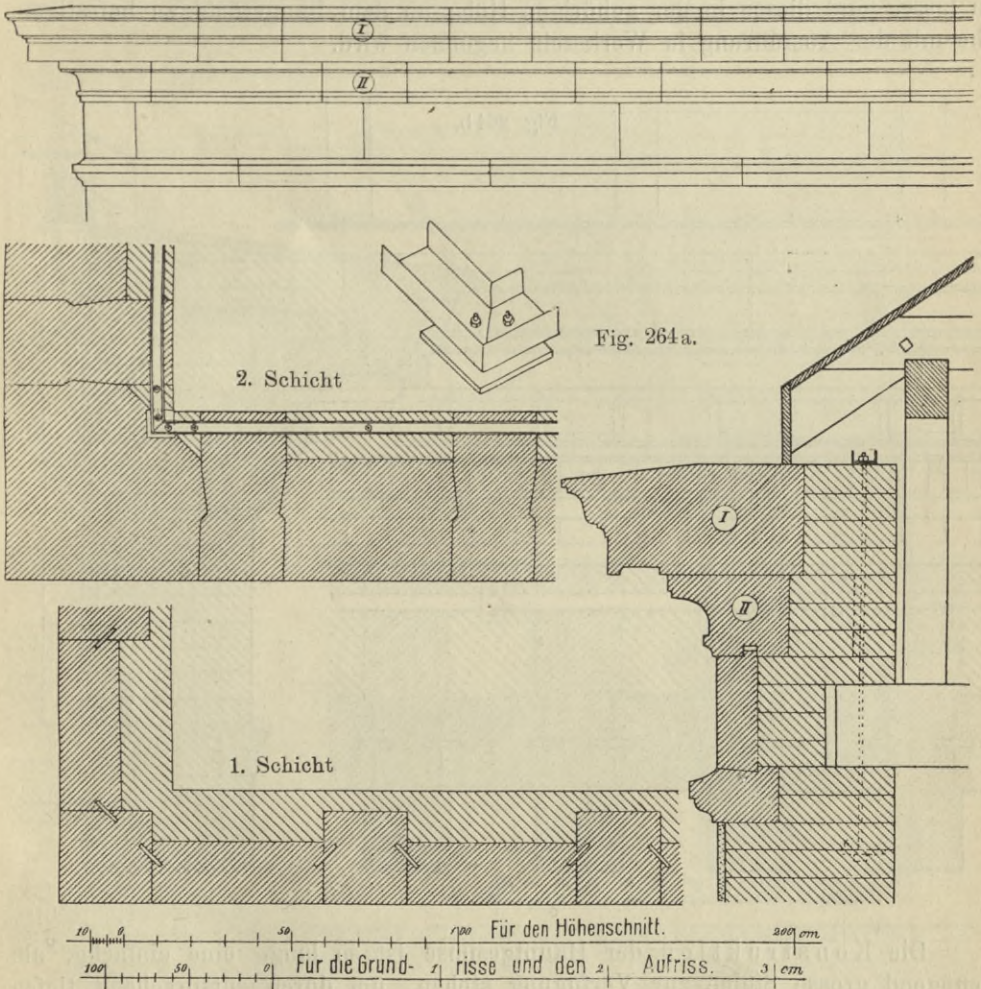 I
II
Fig. 264a.
2. Schicht
I
II
1. Schicht
10 0 50 100 Für den Höhenschnitt. 200 cm
100 50 0 Für die Grund- 1 risse und den 2 Aufriss. 3 cm